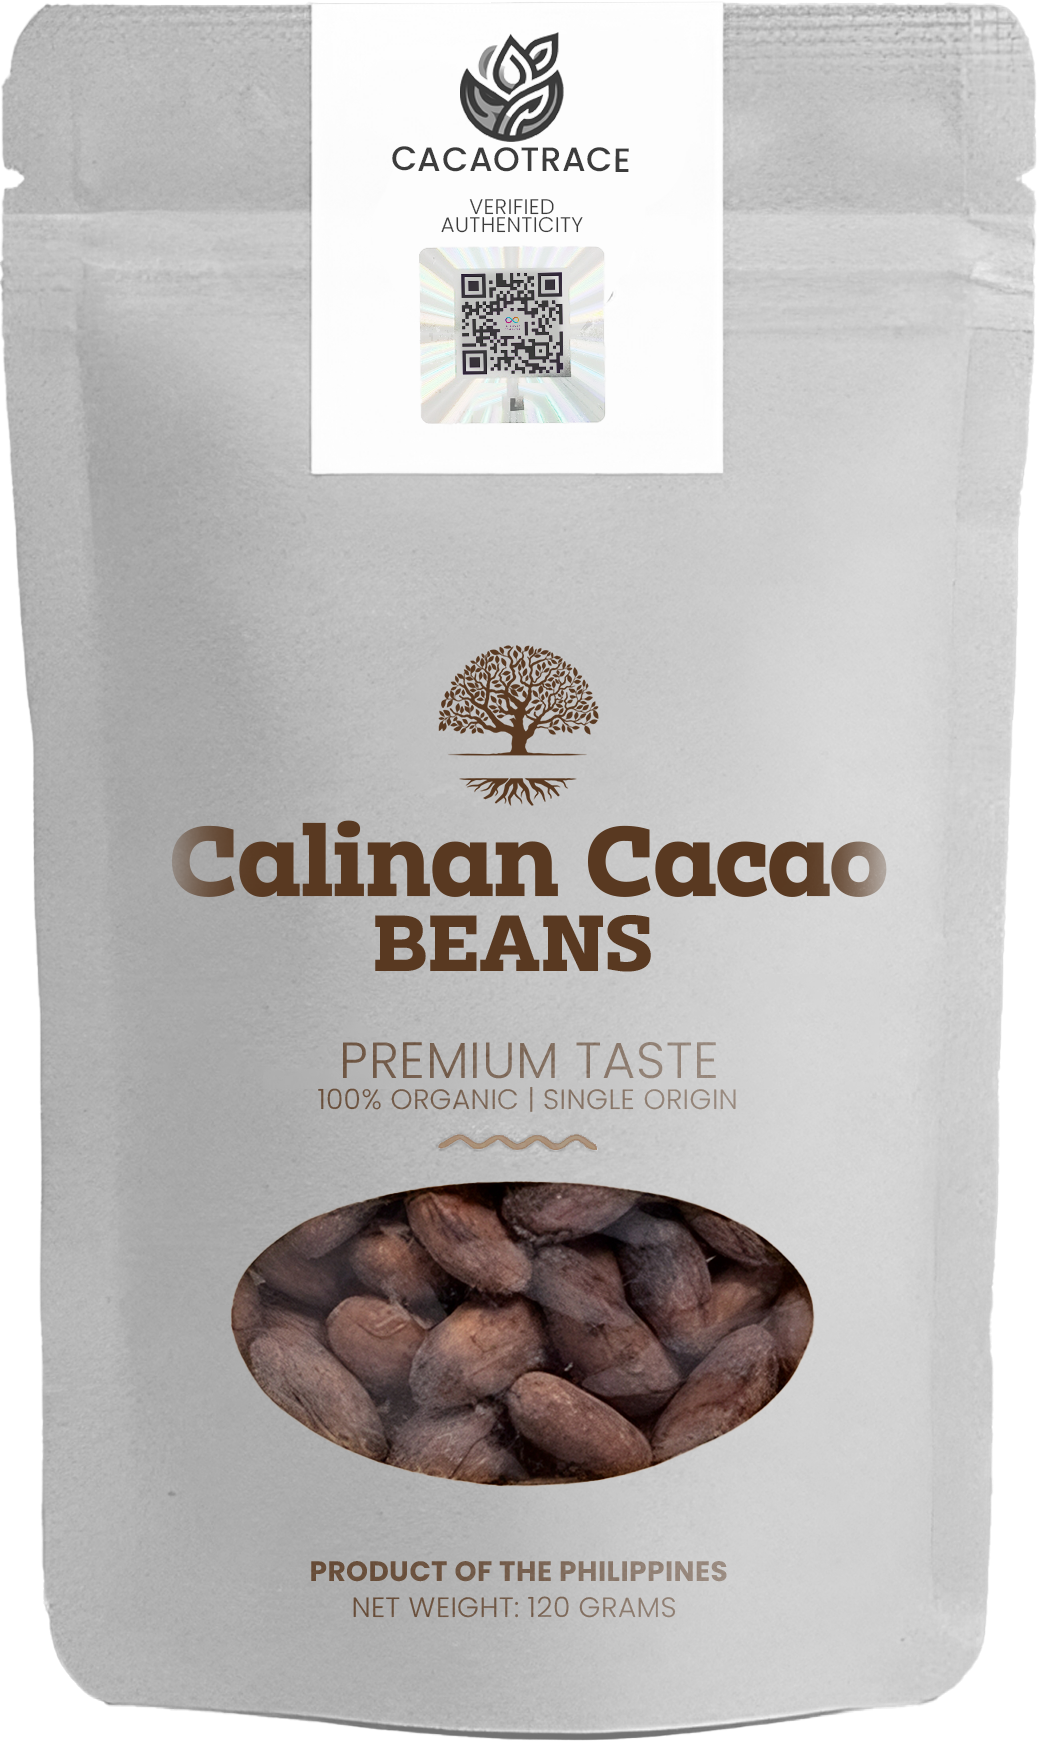 CACAOTRACE
VERIFIED
AUTHENTICITY
Calinan Cacao
BEANS
PREMIUM TASTE
100% ORGANIC | SINGLE ORIGIN
PRODUCT OF THE PHILIPPINES
NET WEIGHT: 120 GRAMS